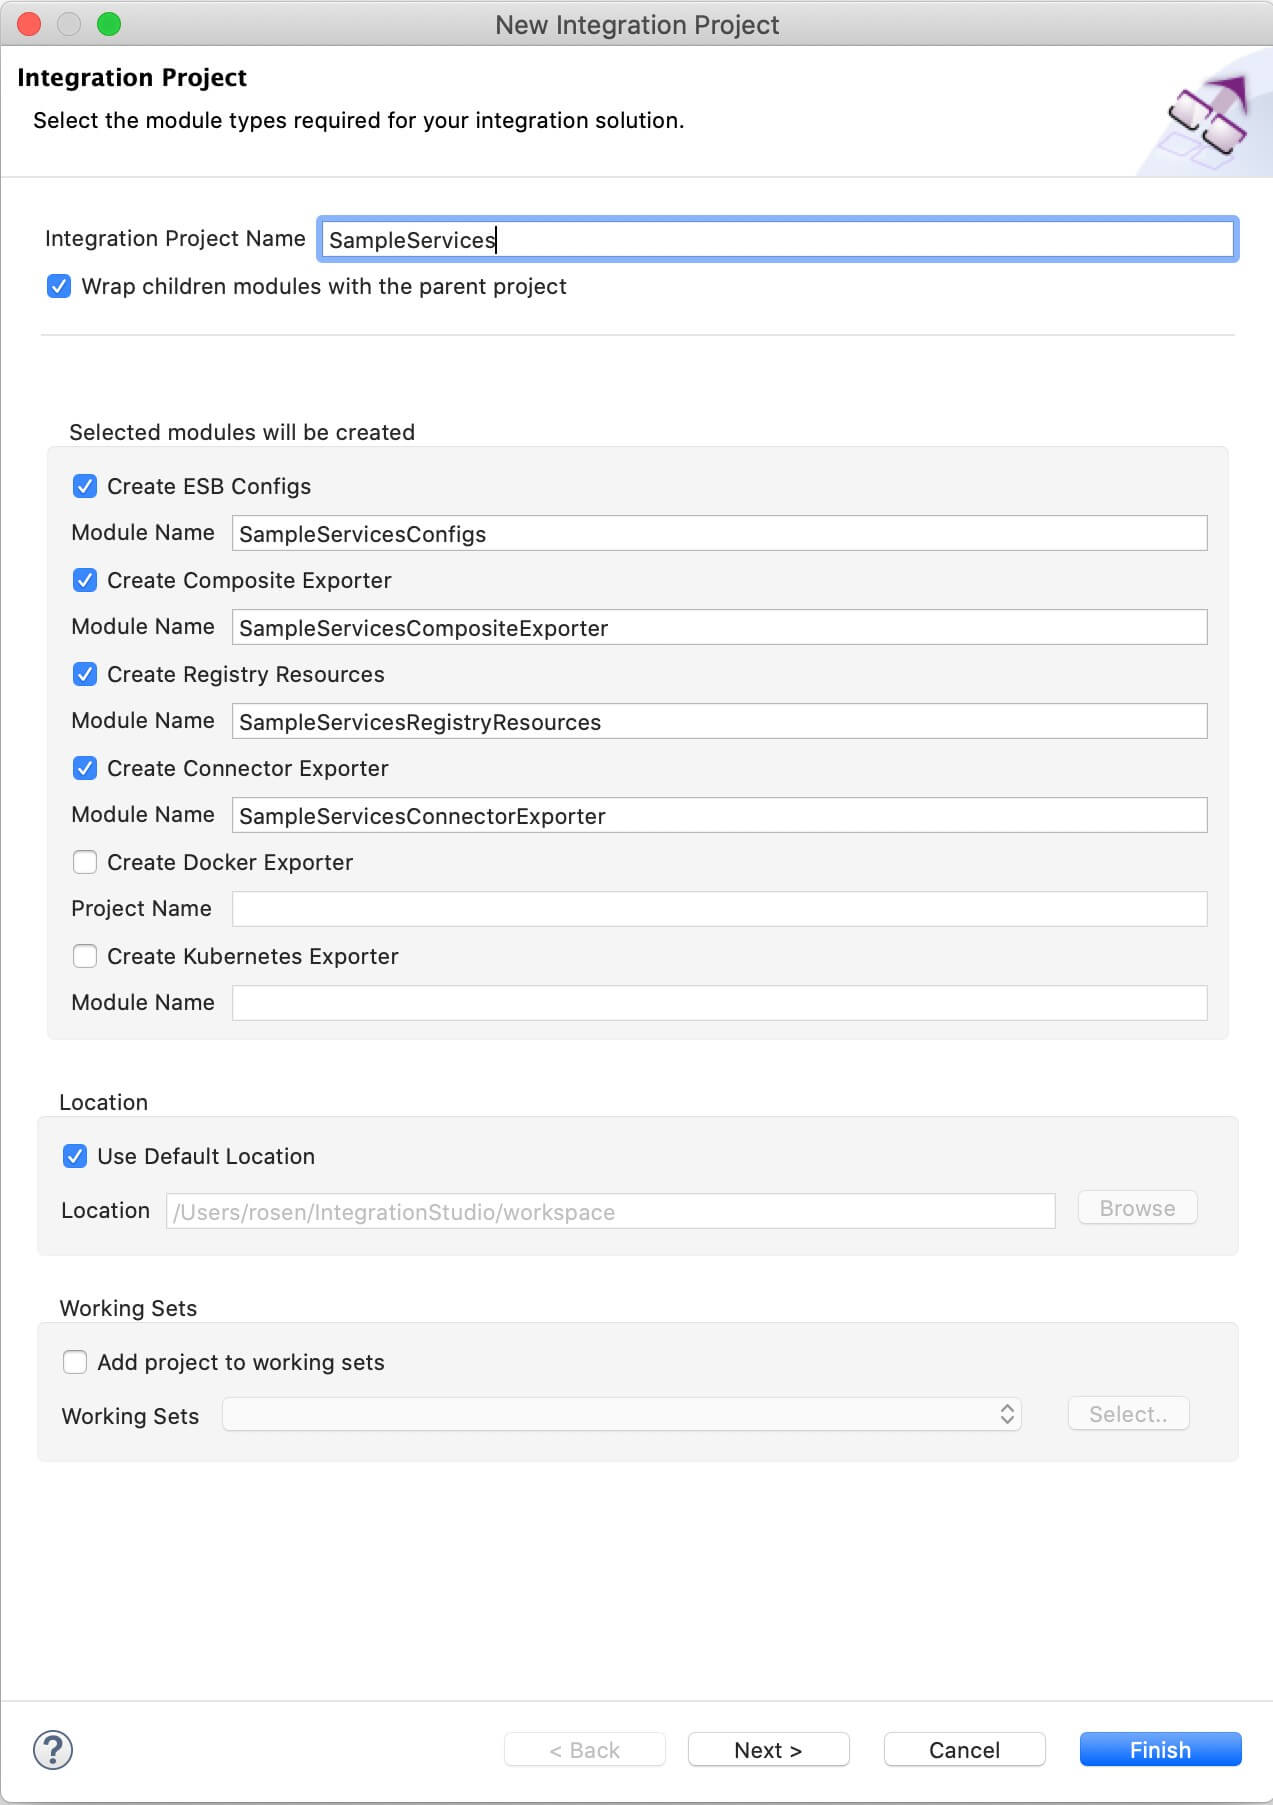 New Integration Project
Integration Project
Select the module types required for your integration solution.
Integration Project Name SampleServices
Wrap children modules with the parent project
Selected modules will be created
Create ESB Configs
Module Name SampleServicesConfigs
Create Composite Exporter
Module Name SampleServicesCompositeExporter
Create Registry Resources
Module Name SampleServicesRegistryResources
Create Connector Exporter
Module Name SampleServicesConnectorExporter
Create Docker Exporter
Project Name
Create Kubernetes Exporter
Module Name
Location
Use Default Location
Location /Users/rosen/IntegrationStudio/workspace Browse
Working Sets
Add project to working sets
Working Sets Select..
? < Back Next > Cancel Finish